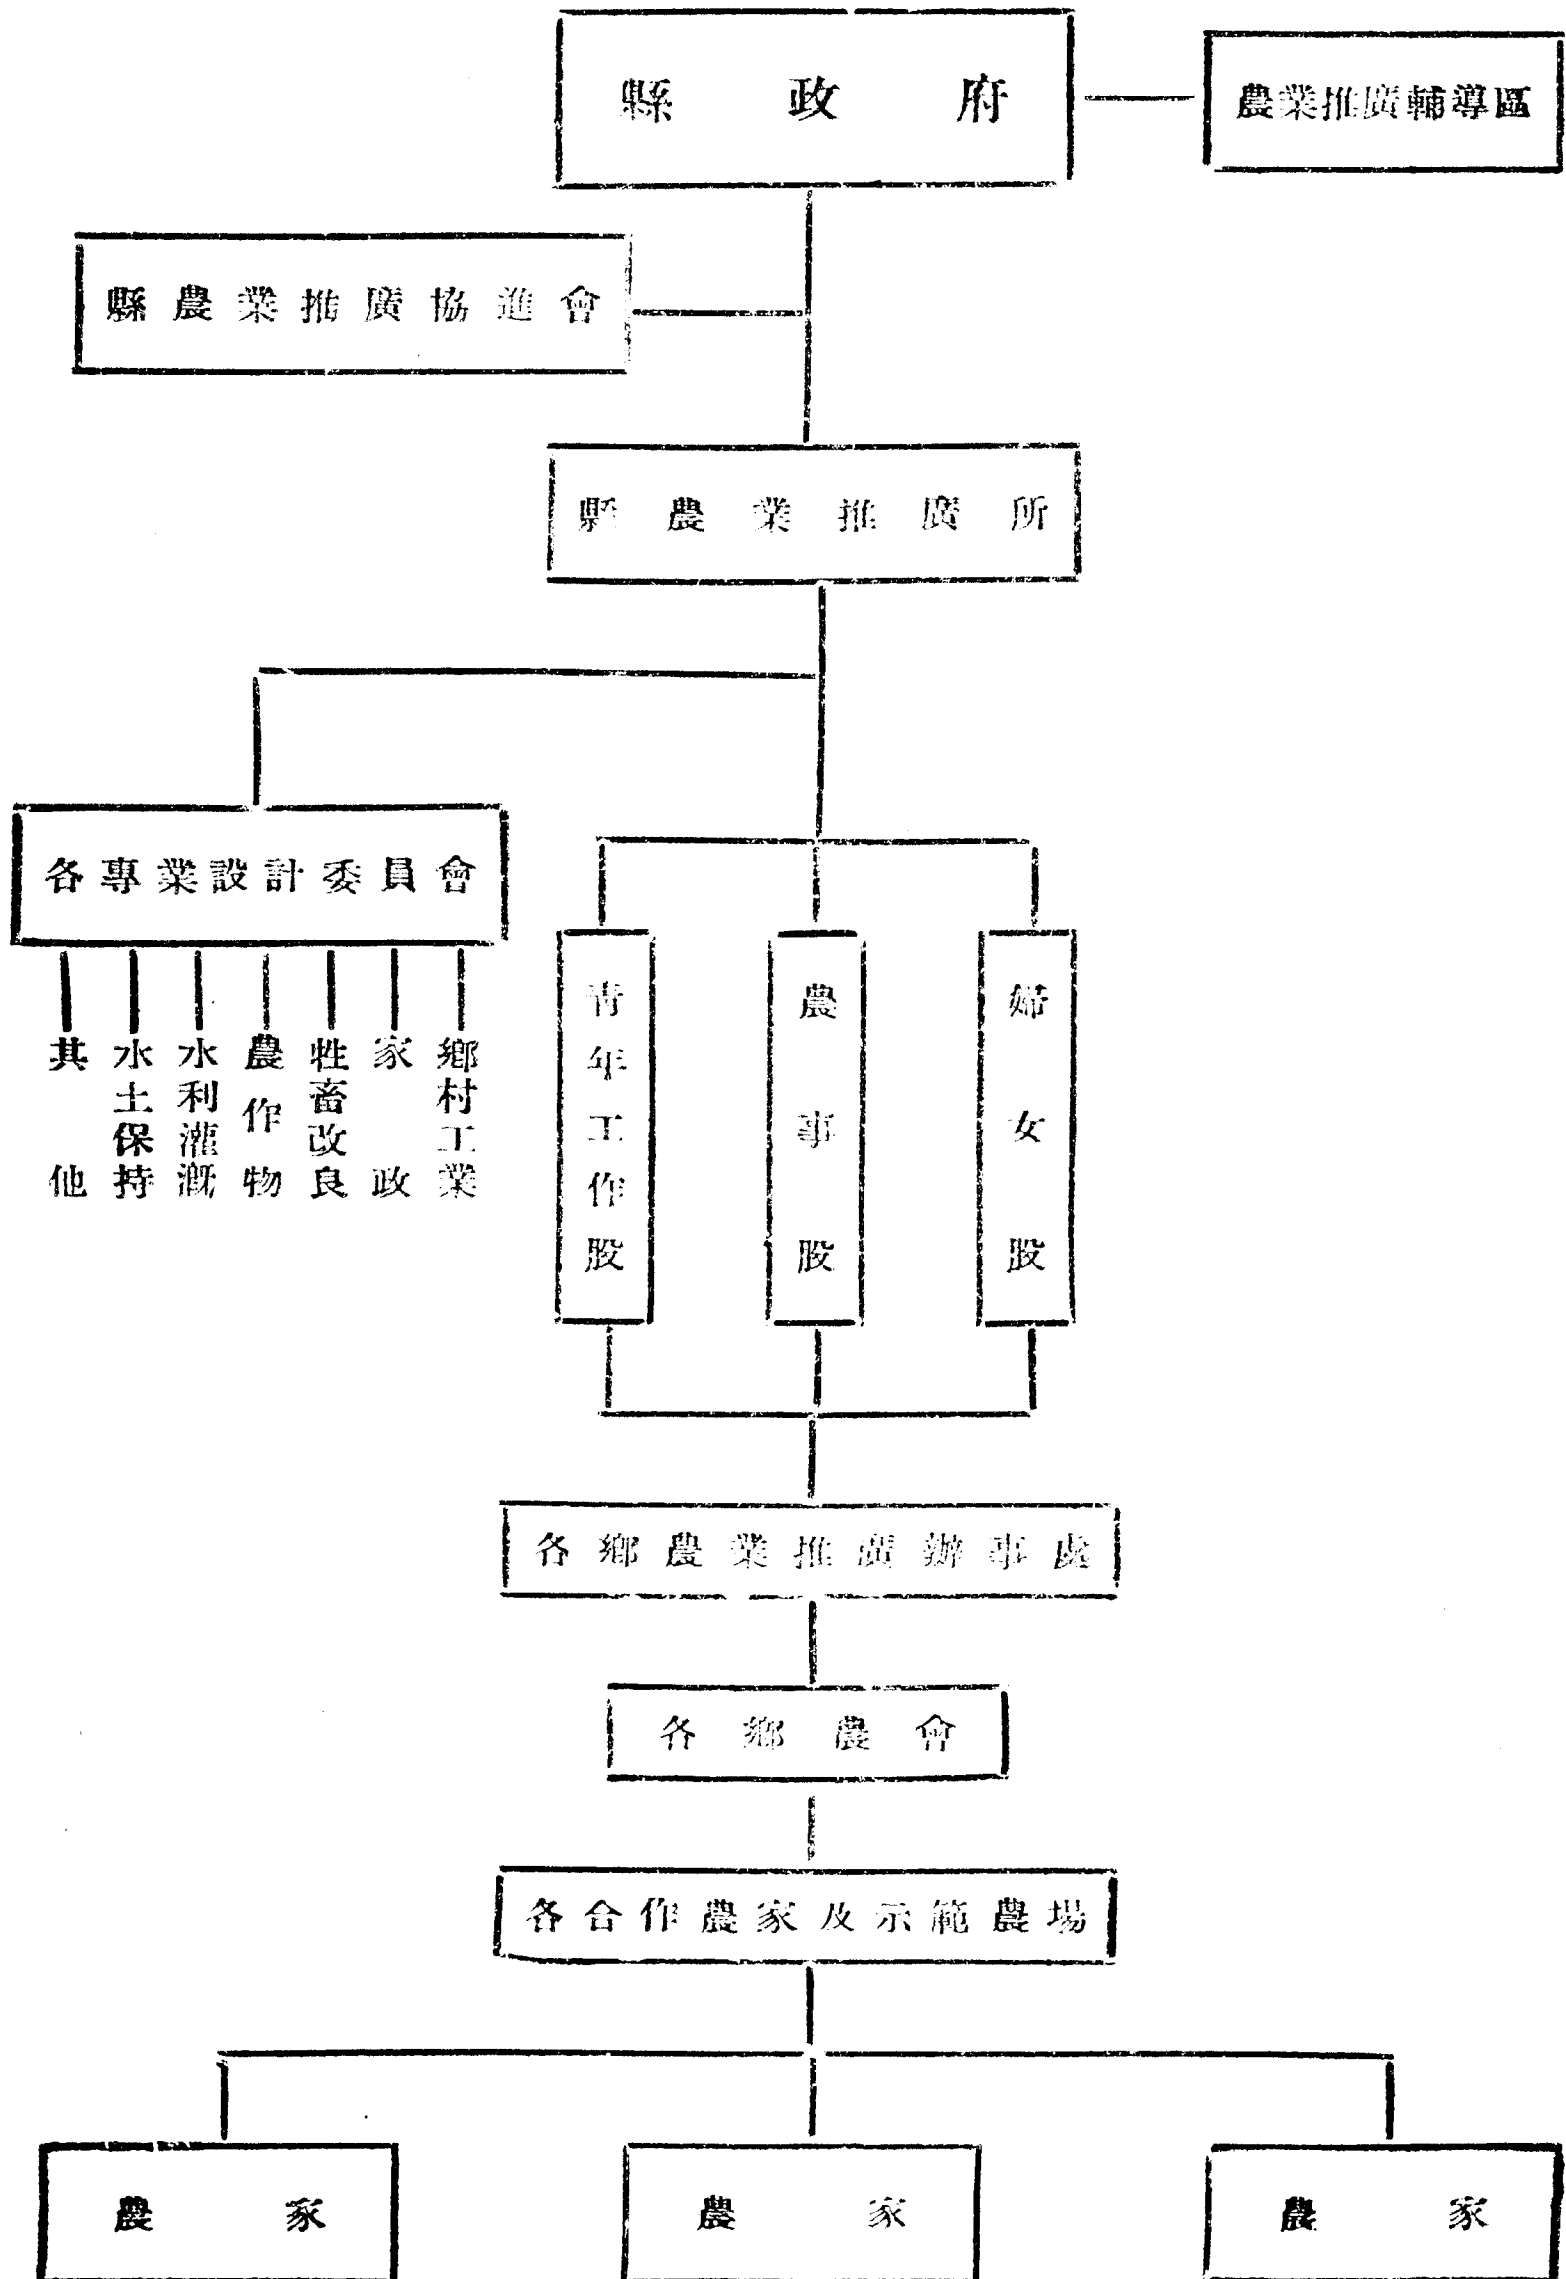 縣政府
農業推廣輔導區
縣農業推廣協進會
縣農業推廣所
各專業設計委員會
其他
水土保持
水利灌漑
農作物
牲畜改良
家政
鄉村工業
青年工作股
農事股
婦女股
各鄉農業推廣辦事處
各鄉農會
各合作農家及示範農場
農家
農家
農家